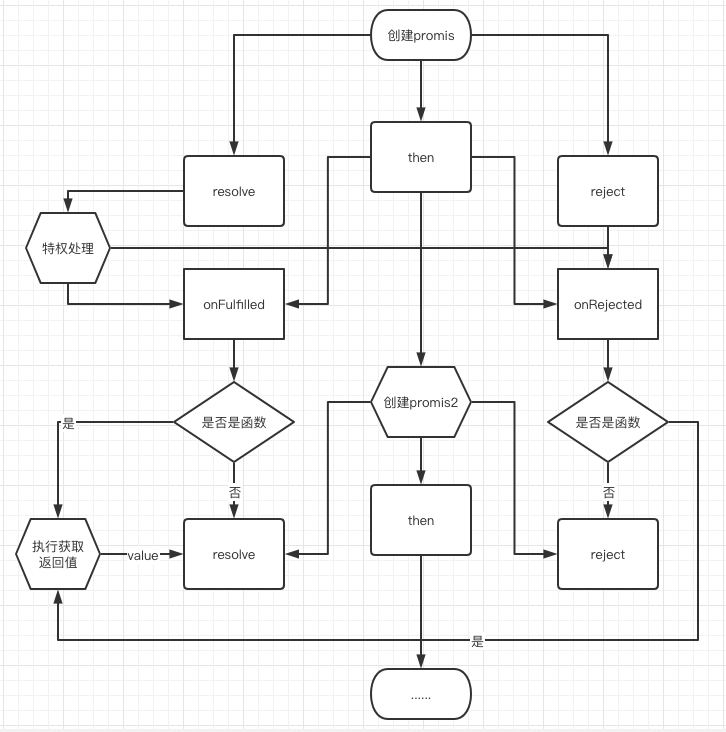 创建promis
then
resolve
reject
特权处理
onFulfilled
onRejected
创建promis2
是否是函数
是否是函数
是
否
否
then
执行获取
返回值
value
resolve
reject
是
......